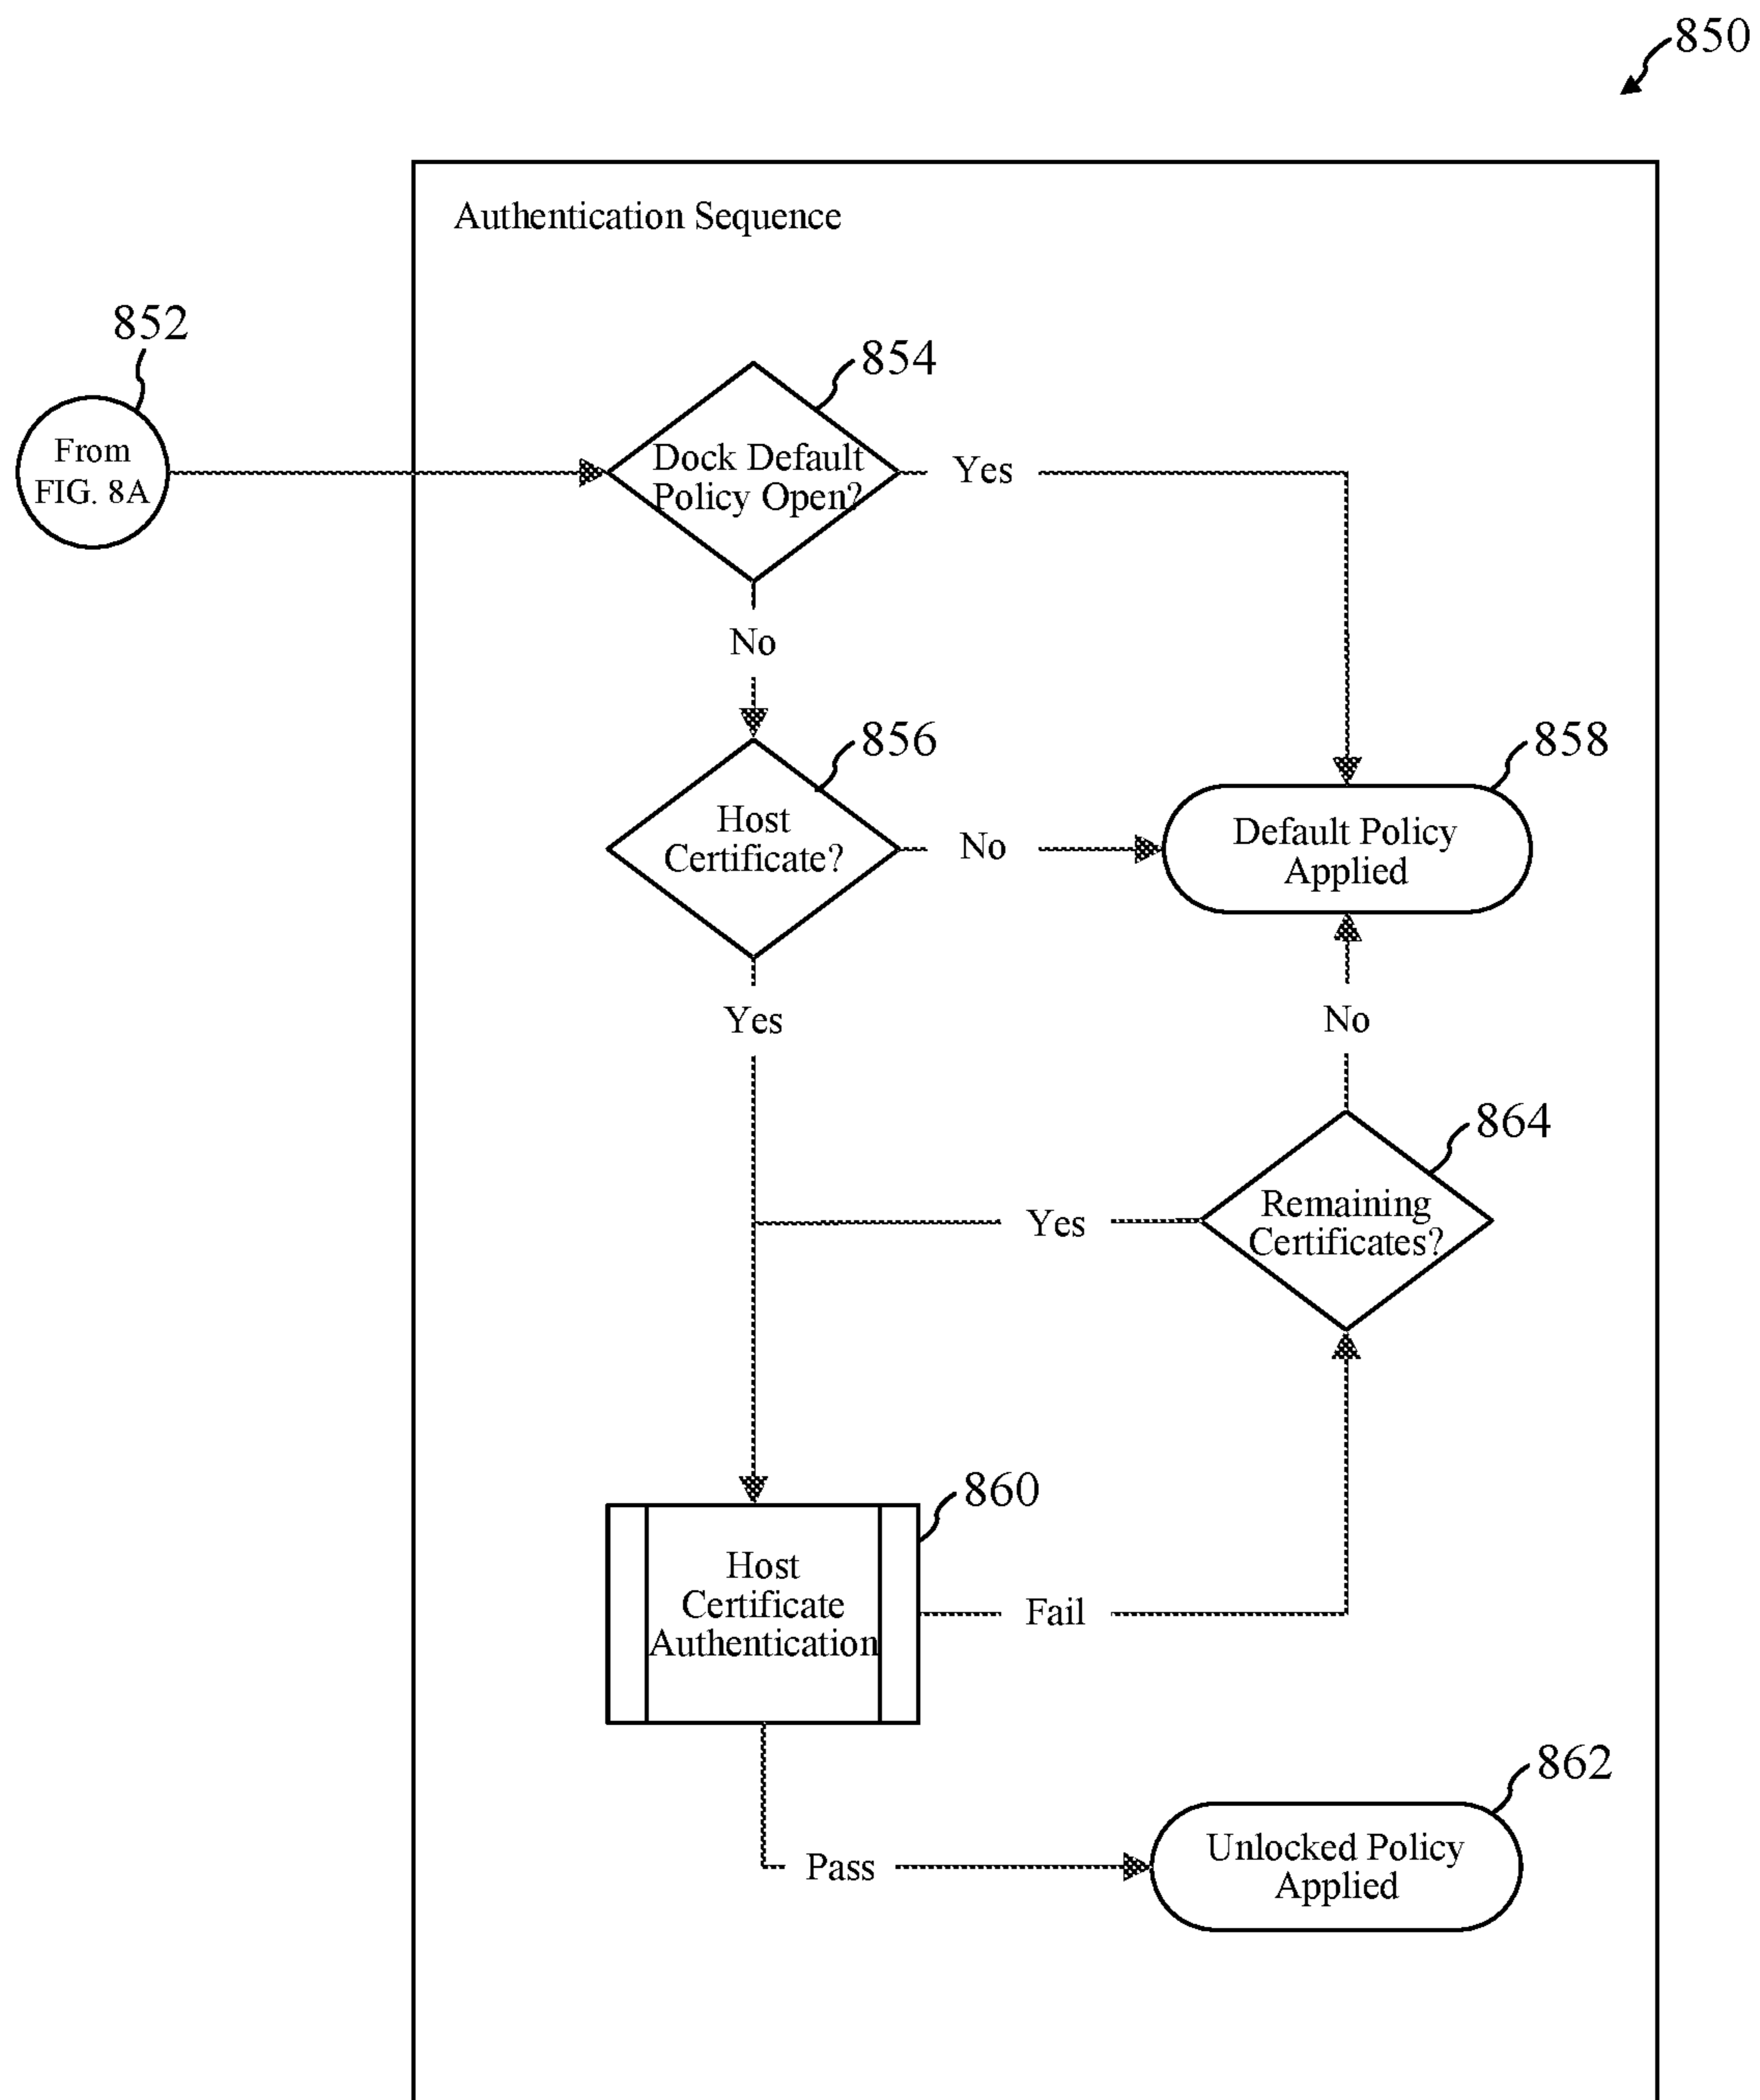 850
Authentication Sequence
852
854
From
FIG. 8A
Dock Default
Policy Open?
Yes
No
856
858
Host
Certificate?
No
Default Policy
Applied
Yes
No
864
Remaining
Certificates?
Yes
860
Host
Certificate
Authentication
Fail
862
Pass
Unlocked Policy
Applied